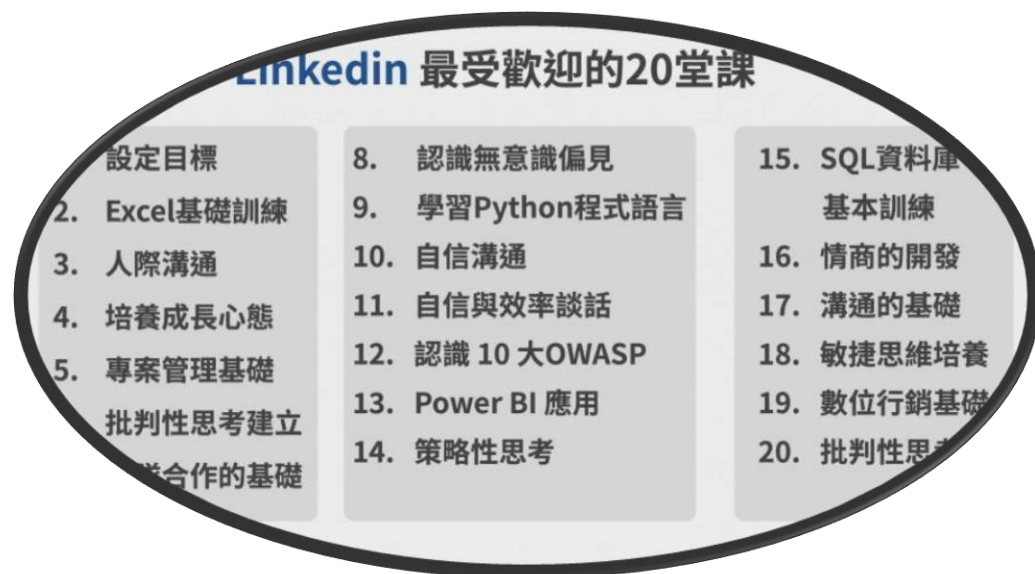 Linkedin 最受歡迎的20堂課
設定目標
2. Excel基礎訓練
3. 人際溝通
4. 培養成長心態
5. 專案管理基礎
批判性思考建立
合作的基礎
8. 認識無意識偏見
9. 學習Python程式語言
10. 自信溝通
11. 自信與效率談話
12. 認識 10 大OWASP
13. Power BI 應用
14. 策略性思考
15. SQL資料庫
基本訓練
16. 情商的開發
17. 溝通的基礎
18. 敏捷思維培養
19. 數位行銷基礎
20. 批判性思